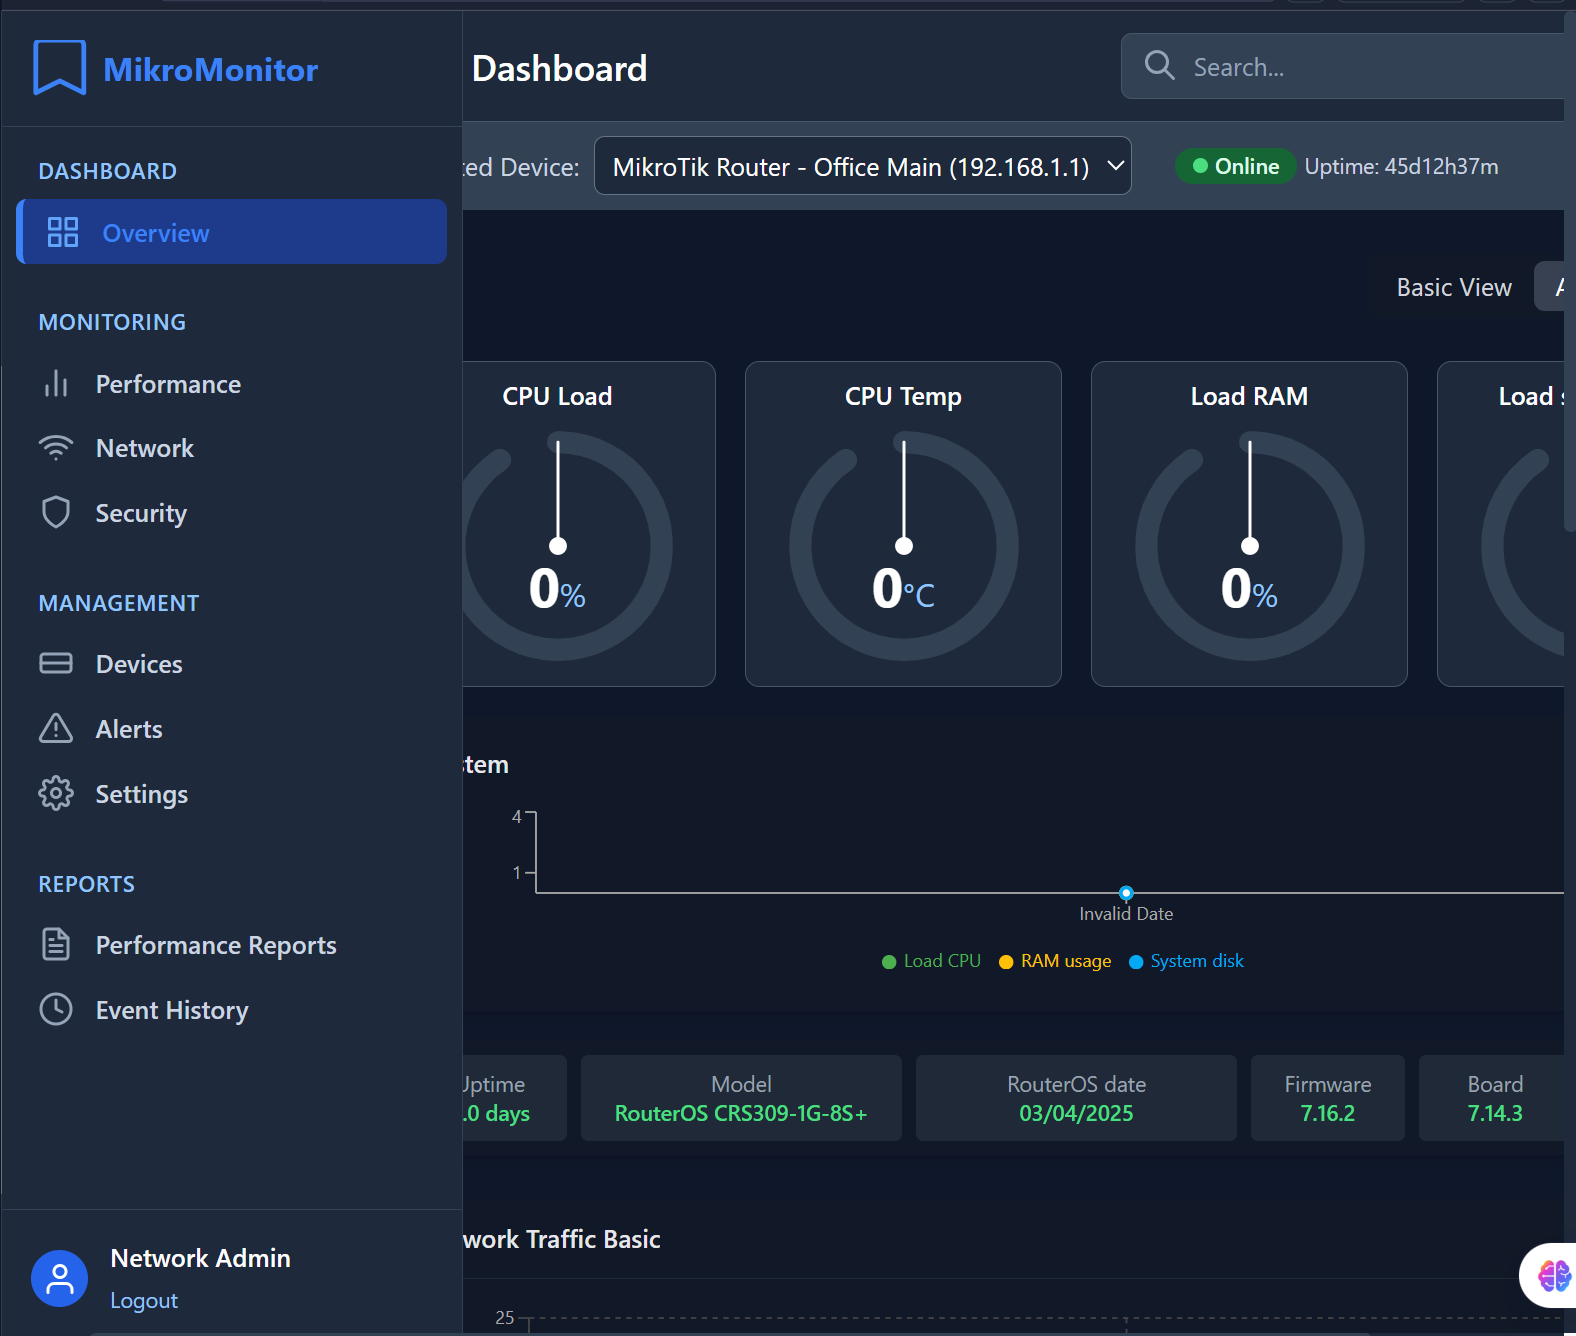 MikroMonitor
Dashboard
Search...
DASHBOARD
Overview
ted Device:
MikroTik Router - Office Main (192.168.1.1)
Online
Uptime: 45d12h37m
Basic View
MONITORING
Performance
Network
Security
MANAGEMENT
Devices
Alerts
Settings
REPORTS
Performance Reports
Event History
Network Admin
Logout
CPU Load
0%
CPU Temp
0°C
Load RAM
0%
Load
stem
4
1
Invalid Date
Load CPU
RAM usage
System disk
Uptime
.0 days
Model
RouterOS CRS309-1G-8S+
RouterOS date
03/04/2025
Firmware
7.16.2
Board
7.14.3
work Traffic Basic
25